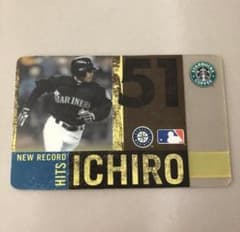 51
MARINERS
STARBUCKS
COFFEE
NEW RECORD
HITS
ICHIRO